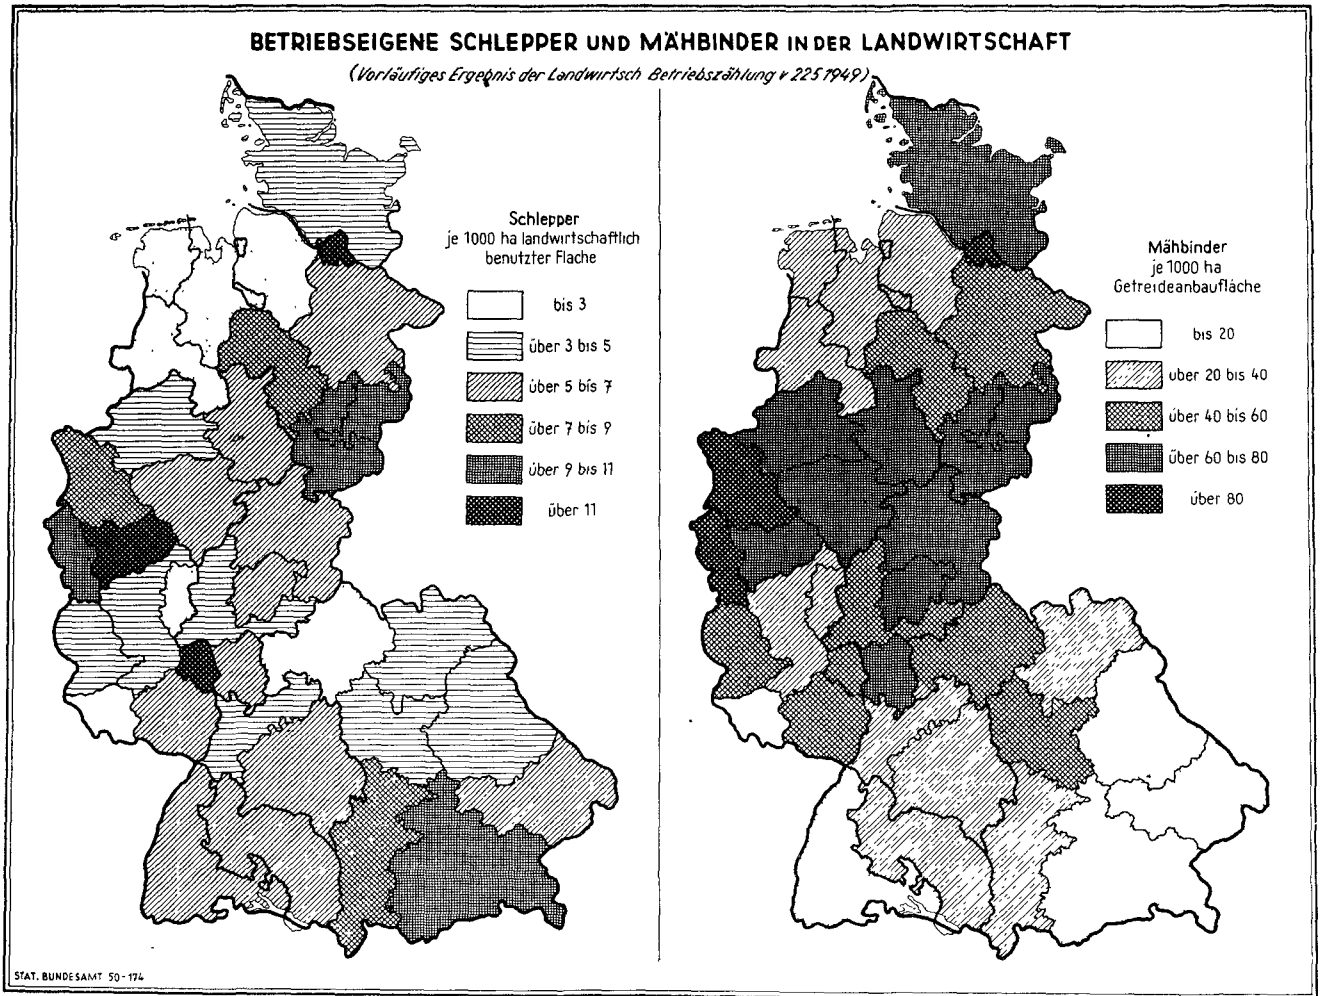 BETRIEBSEIGENE SCHLEPPER UND MÄHBINDER IN DER LANDWIRTSCHAFT
(Vorläufiges Ergebnis der Landwirtsch Betriebszählung v 22 5 1949)
Schlepper
je 1000 ha landwirtschaftlich
benutzter Flache
bis 3
über 3 bis 5
über 5 bis 7
über 7 bis 9
über 9 bis 11
über 11
Mähbinder
je 1000 ha
Getreideanbaufläche
bis 20
uber 20 bis 40
über 40 bis 60
über 60 bis 80
über 80
STAT. BUNDESAMT 50-174